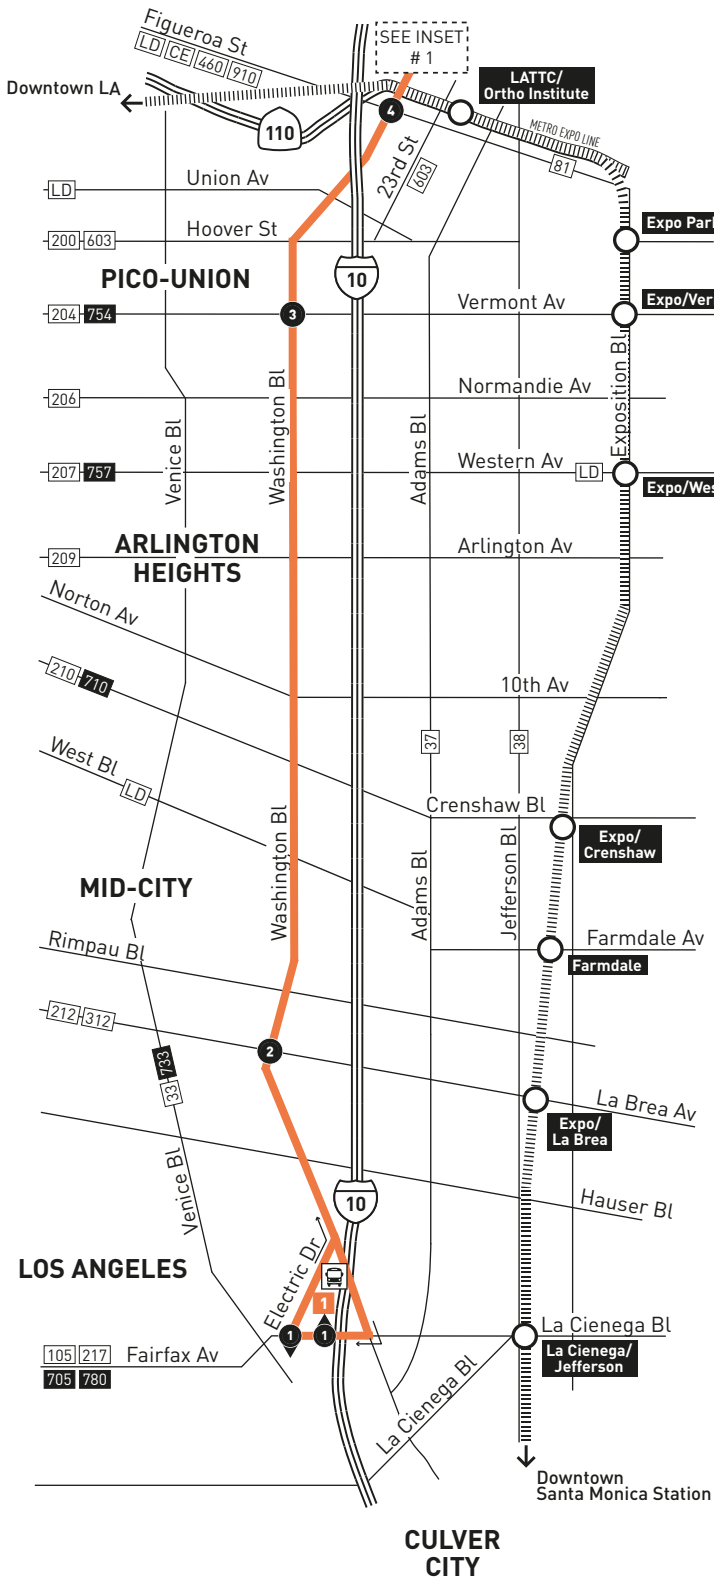 Figueroa St
LD CE 460 910
SEE INSET
# 1
Downtown LA
LATTC/
Ortho Institute
110
4
METRO EXPO LINE
81
23rd St
603
Union Av
LD
Hoover St
200 603
Expo Par
PICO-UNION
10
204 754
3
Vermont Av
Expo/Ver
Exposition Bl
206
Normandie Av
Venice Bl
Washington Bl
Adams Bl
207 757
Western Av
LD
Expo/Wes
ARLINGTON
HEIGHTS
209
Arlington Av
Norton Av
210 710
10th Av
West Bl
LD
37
38
Crenshaw Bl
Washington Bl
Adams Bl
Jefferson Bl
Expo/
Crenshaw
MID-CITY
Rimpau Bl
Farmdale Av
Farmdale
212 312
2
733
33
La Brea Av
Expo/
La Brea
Venice Bl
10
Hauser Bl
LOS ANGELES
Electric Dr
1
1
1
La Cienega Bl
La Cienega/
Jefferson
105 217
Fairfax Av
705 780
La Cienega Bl
Downtown
Santa Monica Station
CULVER
CITY